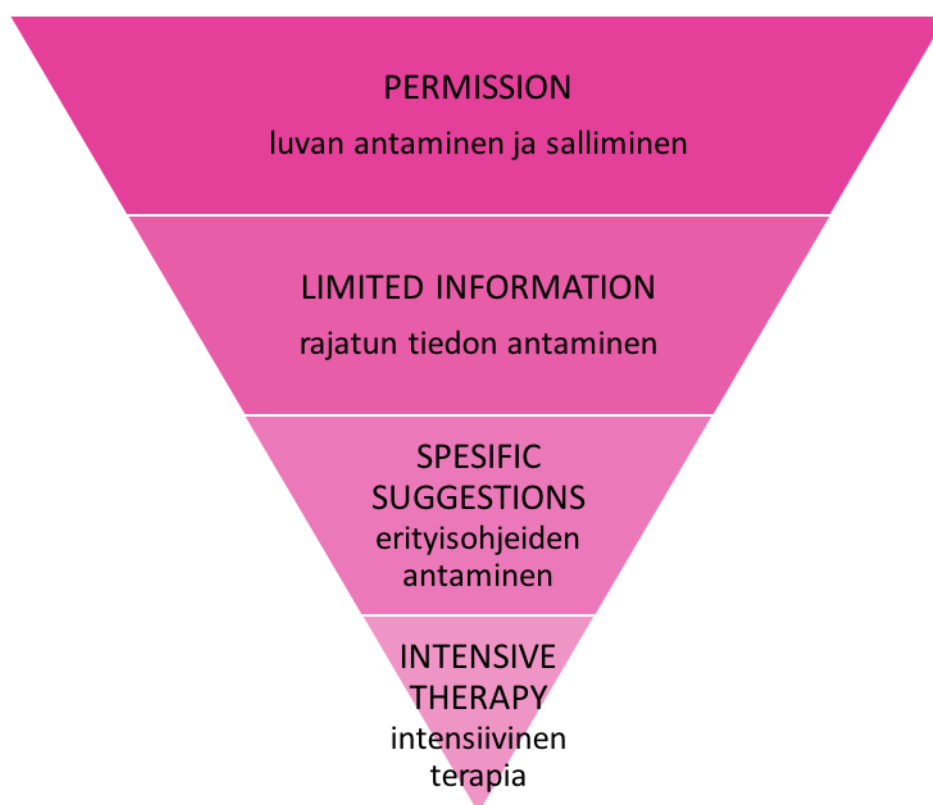 PERMISSION
luvan antaminen ja salliminen
LIMITED INFORMATION
rajatun tiedon antaminen
SPESIFIC
SUGGESTIONS
erityisohjeiden
antaminen
INTENSIVE
THERAPY
intensiivinen
terapia